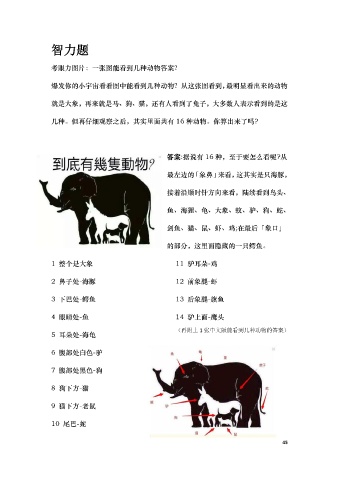 智力题
考眼力图片：一张图能看到几种动物答案?
爆发你的小宇宙看看图中能看到几种动物? 从这张图看到,最明显看出来的动物
就是大象，再来就是马、狗、猫，还有人看到了兔子，大多数人表示看到的是这
几种。但再仔细观察之后，其实里面共有 16 种动物。你算出来了吗?
到底有幾隻動物?
答案:据说有 16 种，至于要怎么看呢?从
最左边的「象鼻」来看，这其实是只海豚，
接着沿顺时针方向来看，陆续看到鸟头、
鱼、海狮、龟、大象、蚊、驴、狗、蛇、
剑鱼、猫、鼠、虾、鸡;在最后「象口」
的部分，这里面隐藏的一只鳄鱼。
1 整个是大象
2 鼻子处-海豚
3 下巴处-鳄鱼
4 眼睛处-鱼
5 耳朵处-海龟
6 腹部处白色-驴
7 腹部处黑色-狗
8 狗下方-猫
9 猫下方-老鼠
10 尾巴-蛇
11 驴耳朵-鸡
12 前象腿-虾
13 后象腿-旗鱼
14 驴上面-鹰头
（再附上 1 张中大版能看到几种动物的答案）
45